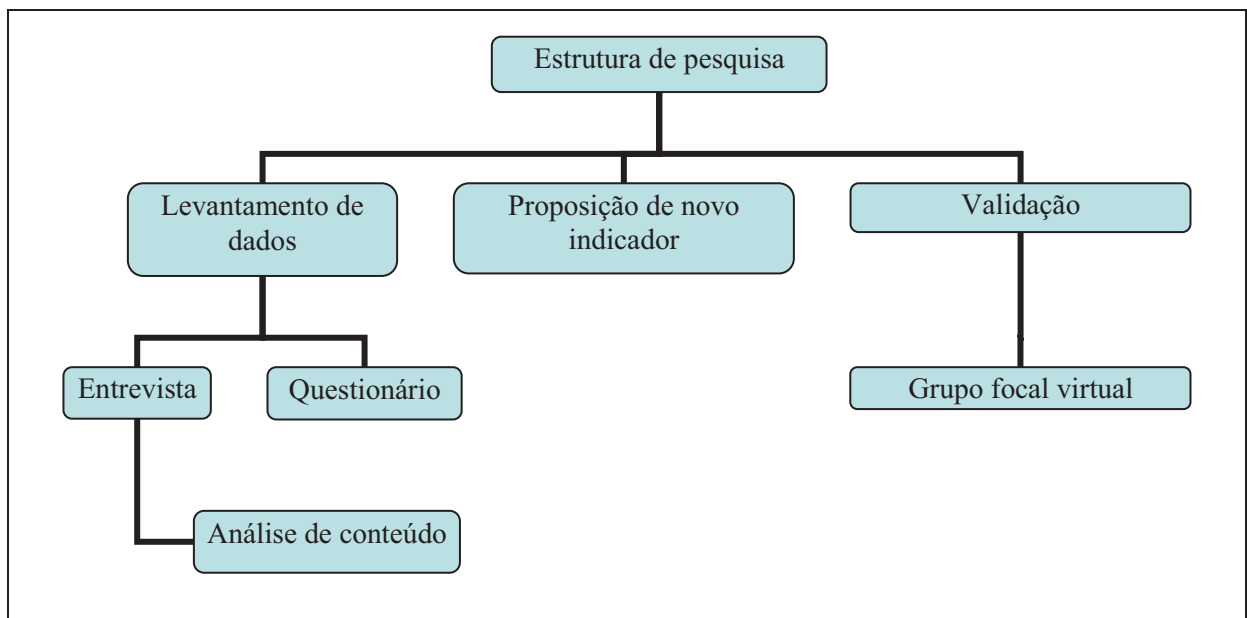 Estrutura de pesquisa
Levantamento de
dados
Proposição de novo
indicador
Validação
Entrevista
Questionário
Grupo focal virtual
Análise de conteúdo